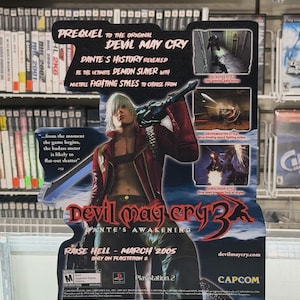 PREQUEL TO THE ORIGINAL
DEVIL MAY CRY
DANTE'S HISTORY REVEALED
BE THE ULTIMATE DEMON SLAYER WITH
MULTIPLE FIGHTING STYLES TO CHOOSE FROM
"...from the moment
the game begins,
the badass meter
is likely to
flat-out shatter"
Devil may cry 3
DANTE'S AWAKENING
RAISE HELL - MARCH 2005
ONLY ON PLAYSTATION 2
devilmaycry.com
PlayStation 2
CAPCOM